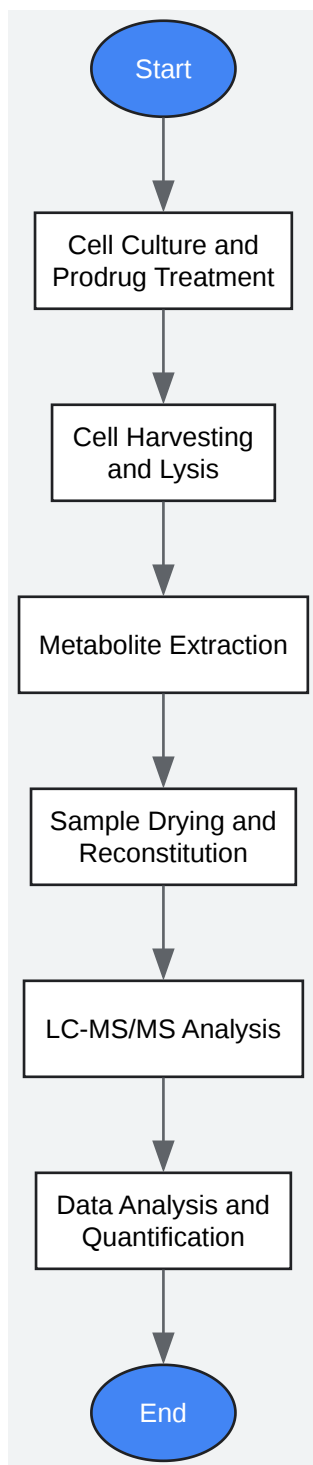 Start
Cell Culture and
Prodrug Treatment
Cell Harvesting
and Lysis
Metabolite Extraction
Sample Drying and
Reconstitution
LC-MS/MS Analysis
Data Analysis and
Quantification
End